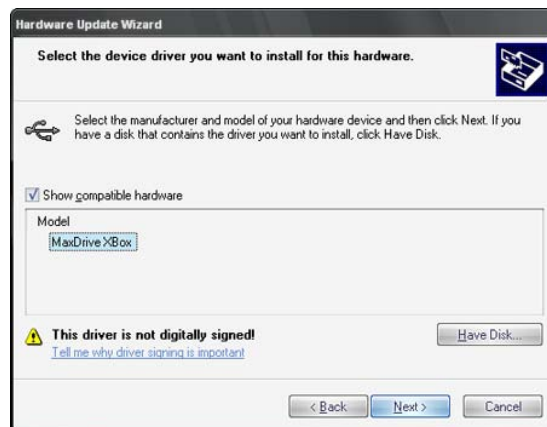 Hardware Update Wizard
Select the device driver you want to install for this hardware.
Select the manufacturer and model of your hardware device and then click Next. If you
have a disk that contains the driver you want to install, click Have Disk.
Show compatible hardware
Model
MaxDrive XBox
This driver is not digitally signed!
Have Disk...
Tell me why driver signing is important
< Back
Next >
Cancel